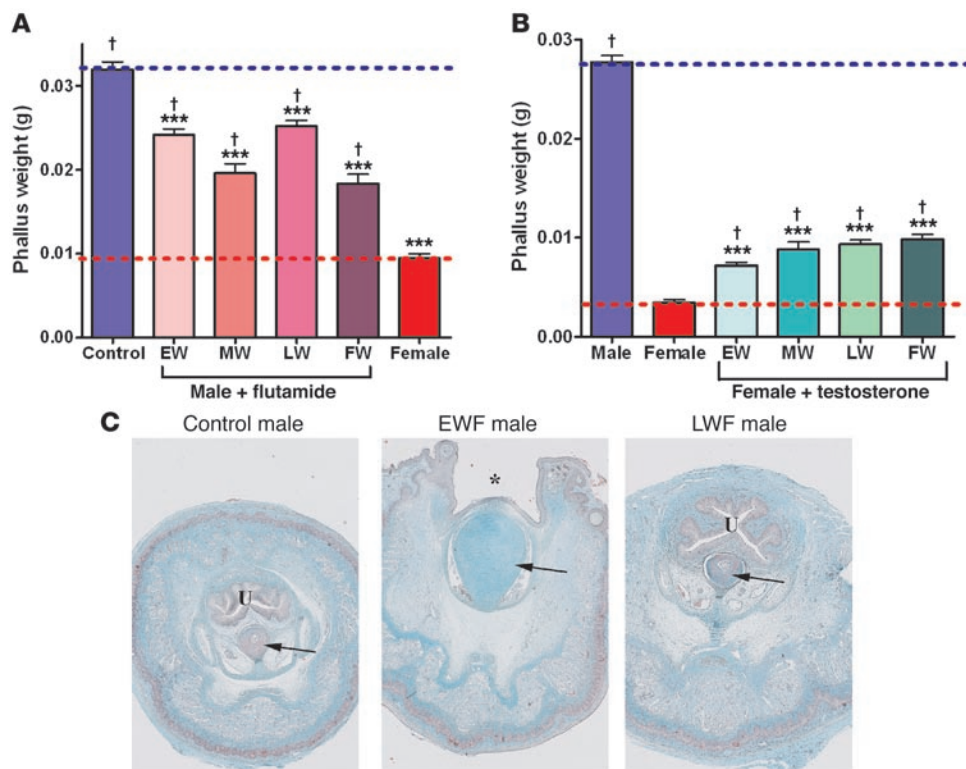 A
†
0.03
0.02
0.01
0.00
Phallus weight (g)
†
***
†
***
†
***
†
***
***
Control EW MW LW FW Female
Male + flutamide
B
†
0.03
0.02
0.01
0.00
Phallus weight (g)
†
***
†
***
†
***
†
***
Male Female EW MW LW FW
Female + testosterone
C
Control male EWF male LWF male
U
*
U